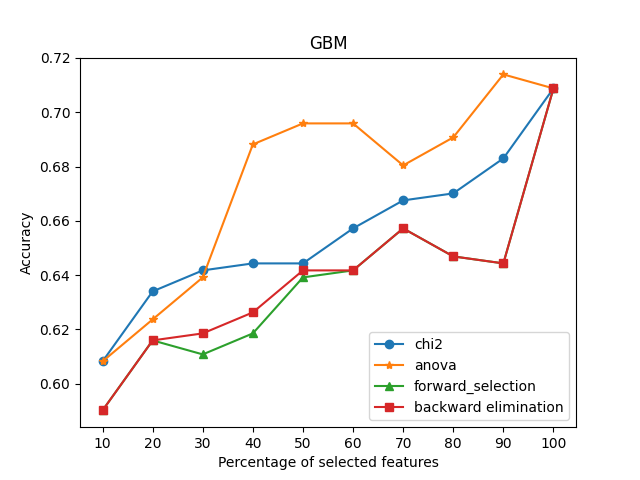 GBM
0.72
0.70
0.68
0.66
0.64
0.62
0.60
Accuracy
chi2
anova
forward_selection
backward elimination
10 20 30 40 50 60 70 80 90 100
Percentage of selected features